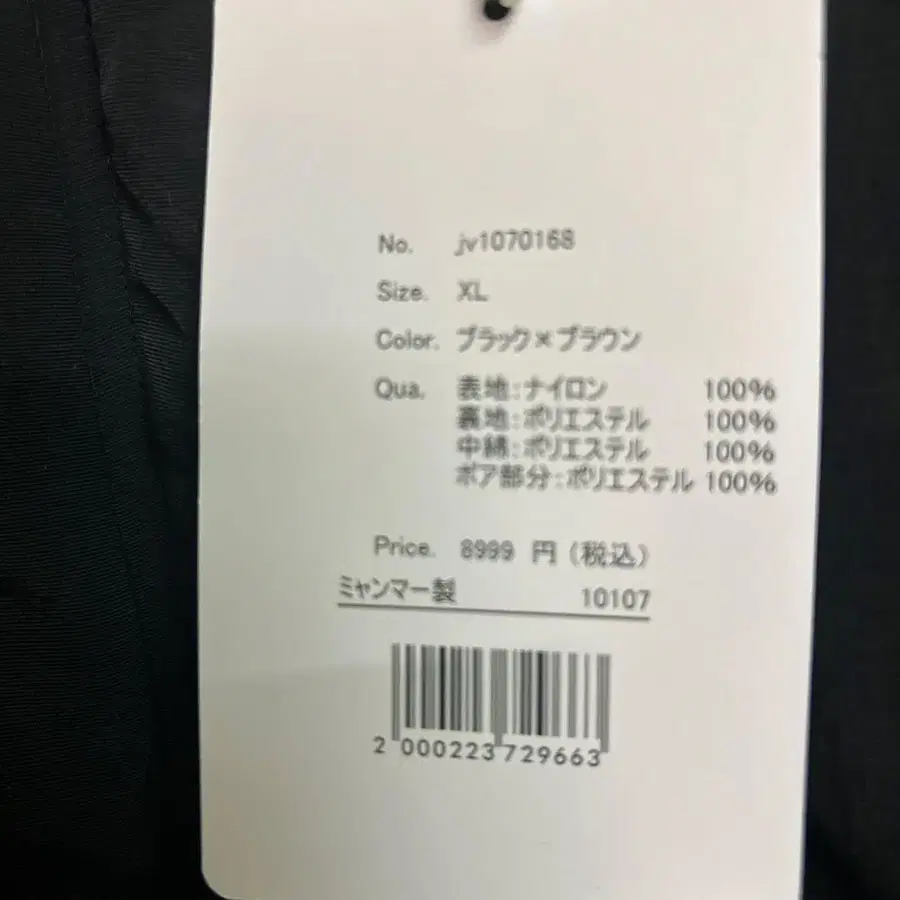 No. jv1070168
Size. XL
Color. ブラック×ブラウン
Qua. 表地:ナイロン 100%
裏地:ポリエステル 100%
中綿:ポリエステル 100%
ボア部分:ポリエステル 100%
Price. 8999 円(税込)
ミャンマー製 10107
2 000223 729663